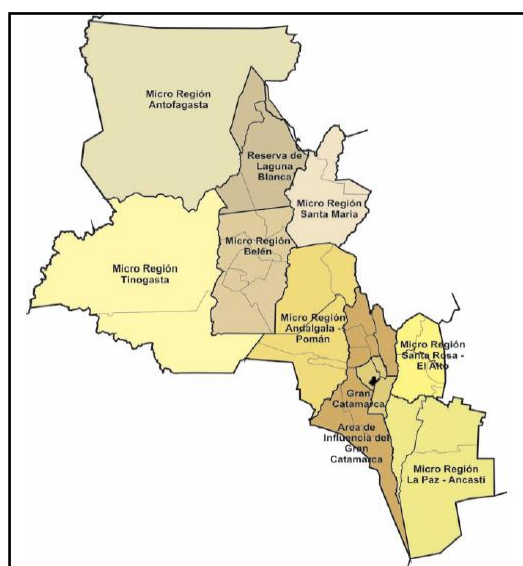 Micro Región
Antofagasta
Reserva de
Laguna
Blanca
Micro Región
Santa María
Micro Región
Belén
Micro Región
Tinogasta
Micro Región
Andalgala -
Pomán
Micro Región
Santa Rosa -
El Alto
Gran
Catamarca
Area de
Influencia del
Gran
Catamarca
Micro Región
La Paz - Ancasti